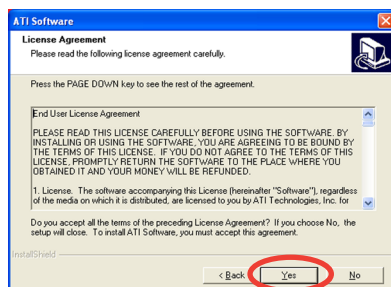 ATI Software
License Agreement
Please read the following license agreement carefully.
Press the PAGE DOWN key to see the rest of the agreement.
End User License Agreement
PLEASE READ THIS LICENSE CAREFULLY BEFORE USING THE SOFTWARE. BY
INSTALLING OR USING THE SOFTWARE, YOU ARE AGREEING TO BE BOUND BY
THE TERMS OF THIS LICENSE. IF YOU DO NOT AGREE TO THE TERMS OF THIS
LICENSE, PROMPTLY RETURN THE SOFTWARE TO THE PLACE WHERE YOU
OBTAINED IT AND YOUR MONEY WILL BE REFUNDED.
1. License. The software accompanying this License (hereinafter "Software"), regardless
of the media on which it is distributed, are licensed to you by ATI Technologies, Inc. for
Do you accept all the terms of the preceding License Agreement? If you choose No, the
setup will close. To install ATI Software, you must accept this agreement.
InstallShield
< Back Yes No